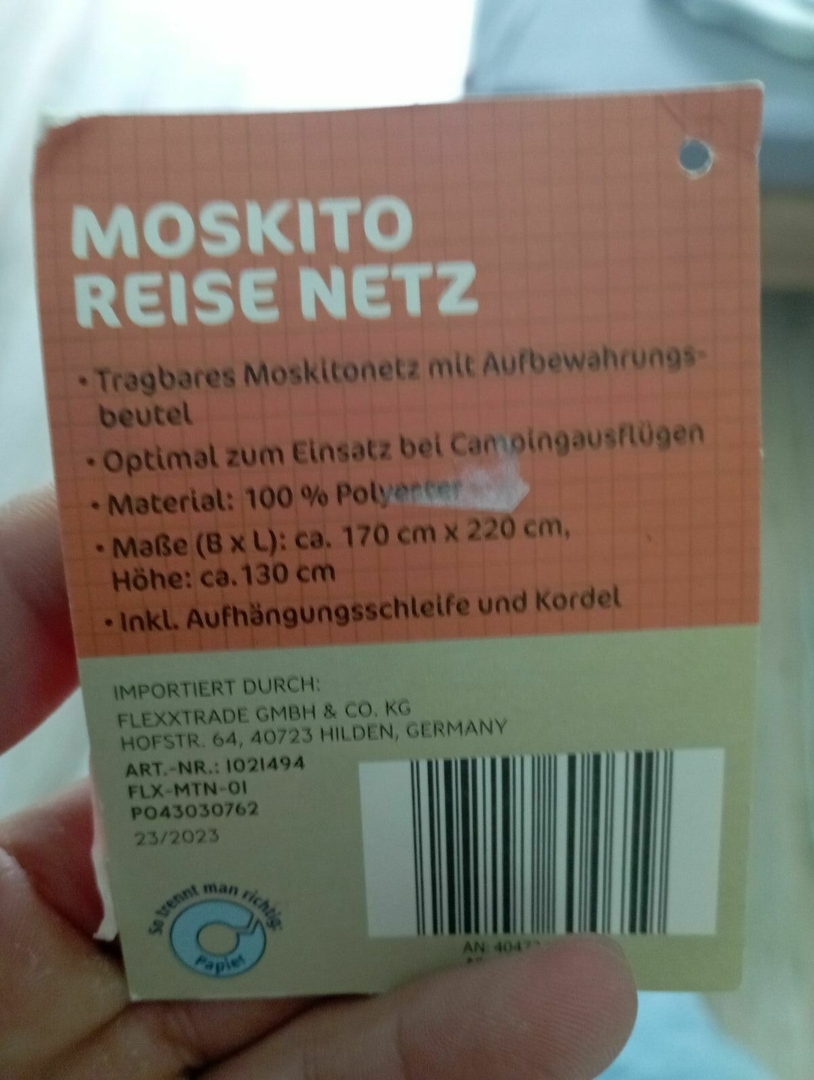 MOSKITO
REISE NETZ
• Tragbares Moskitonetz mit Aufbewahrungs-
beutel
• Optimal zum Einsatz bei Campingausflügen
• Material: 100 % Polyester
• Maße (B x L): ca. 170 cm x 220 cm,
Höhe: ca. 130 cm
• Inkl. Aufhängungsschleife und Kordel
IMPORTIERT DURCH:
FLEXXTRADE GMBH & CO. KG
HOFSTR. 64, 40723 HILDEN, GERMANY
ART.-NR.: 1021494
FLX-MTN-01
PO43030762
23/2023
So trennt man richtig:
Papier
AN: